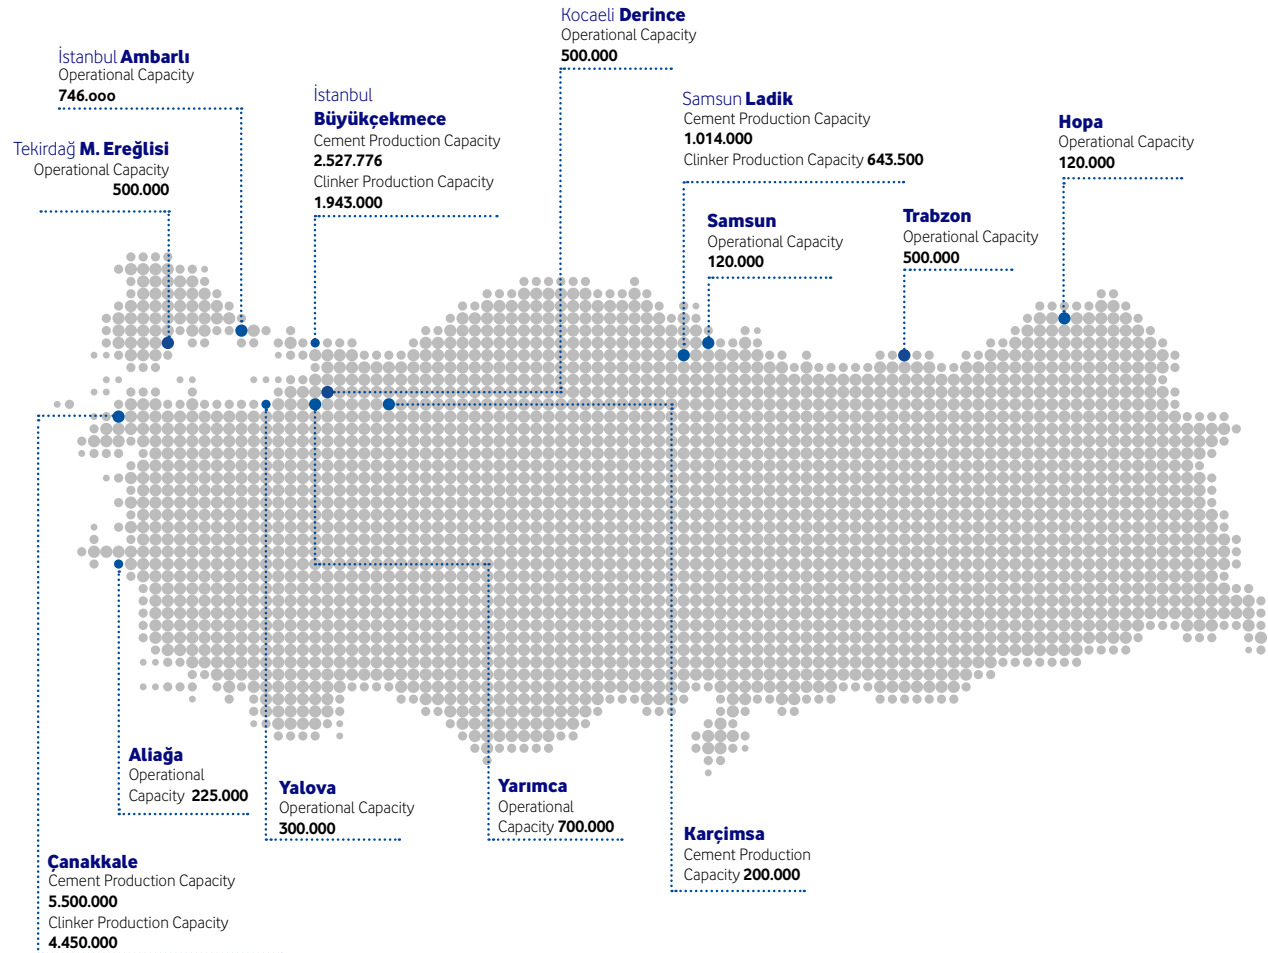 Kocaeli Derince
Operational Capacity
500.000
İstanbul Ambarlı
Operational Capacity
746.ooo
İstanbul
Büyükçekmece
Cement Production Capacity
2.527.776
Clinker Production Capacity
1.943.000
Samsun Ladik
Cement Production Capacity
1.014.000
Clinker Production Capacity 643.500
Hopa
Operational Capacity
120.000
Tekirdağ M. Ereğlisi
Operational Capacity
500.000
Samsun
Operational Capacity
120.000
Trabzon
Operational Capacity
500.000
Aliağa
Operational
Capacity 225.000
Yalova
Operational Capacity
300.000
Yarımca
Operational
Capacity 700.000
Karçimsa
Cement Production
Capacity 200.000
Çanakkale
Cement Production Capacity
5.500.000
Clinker Production Capacity
4.450.000